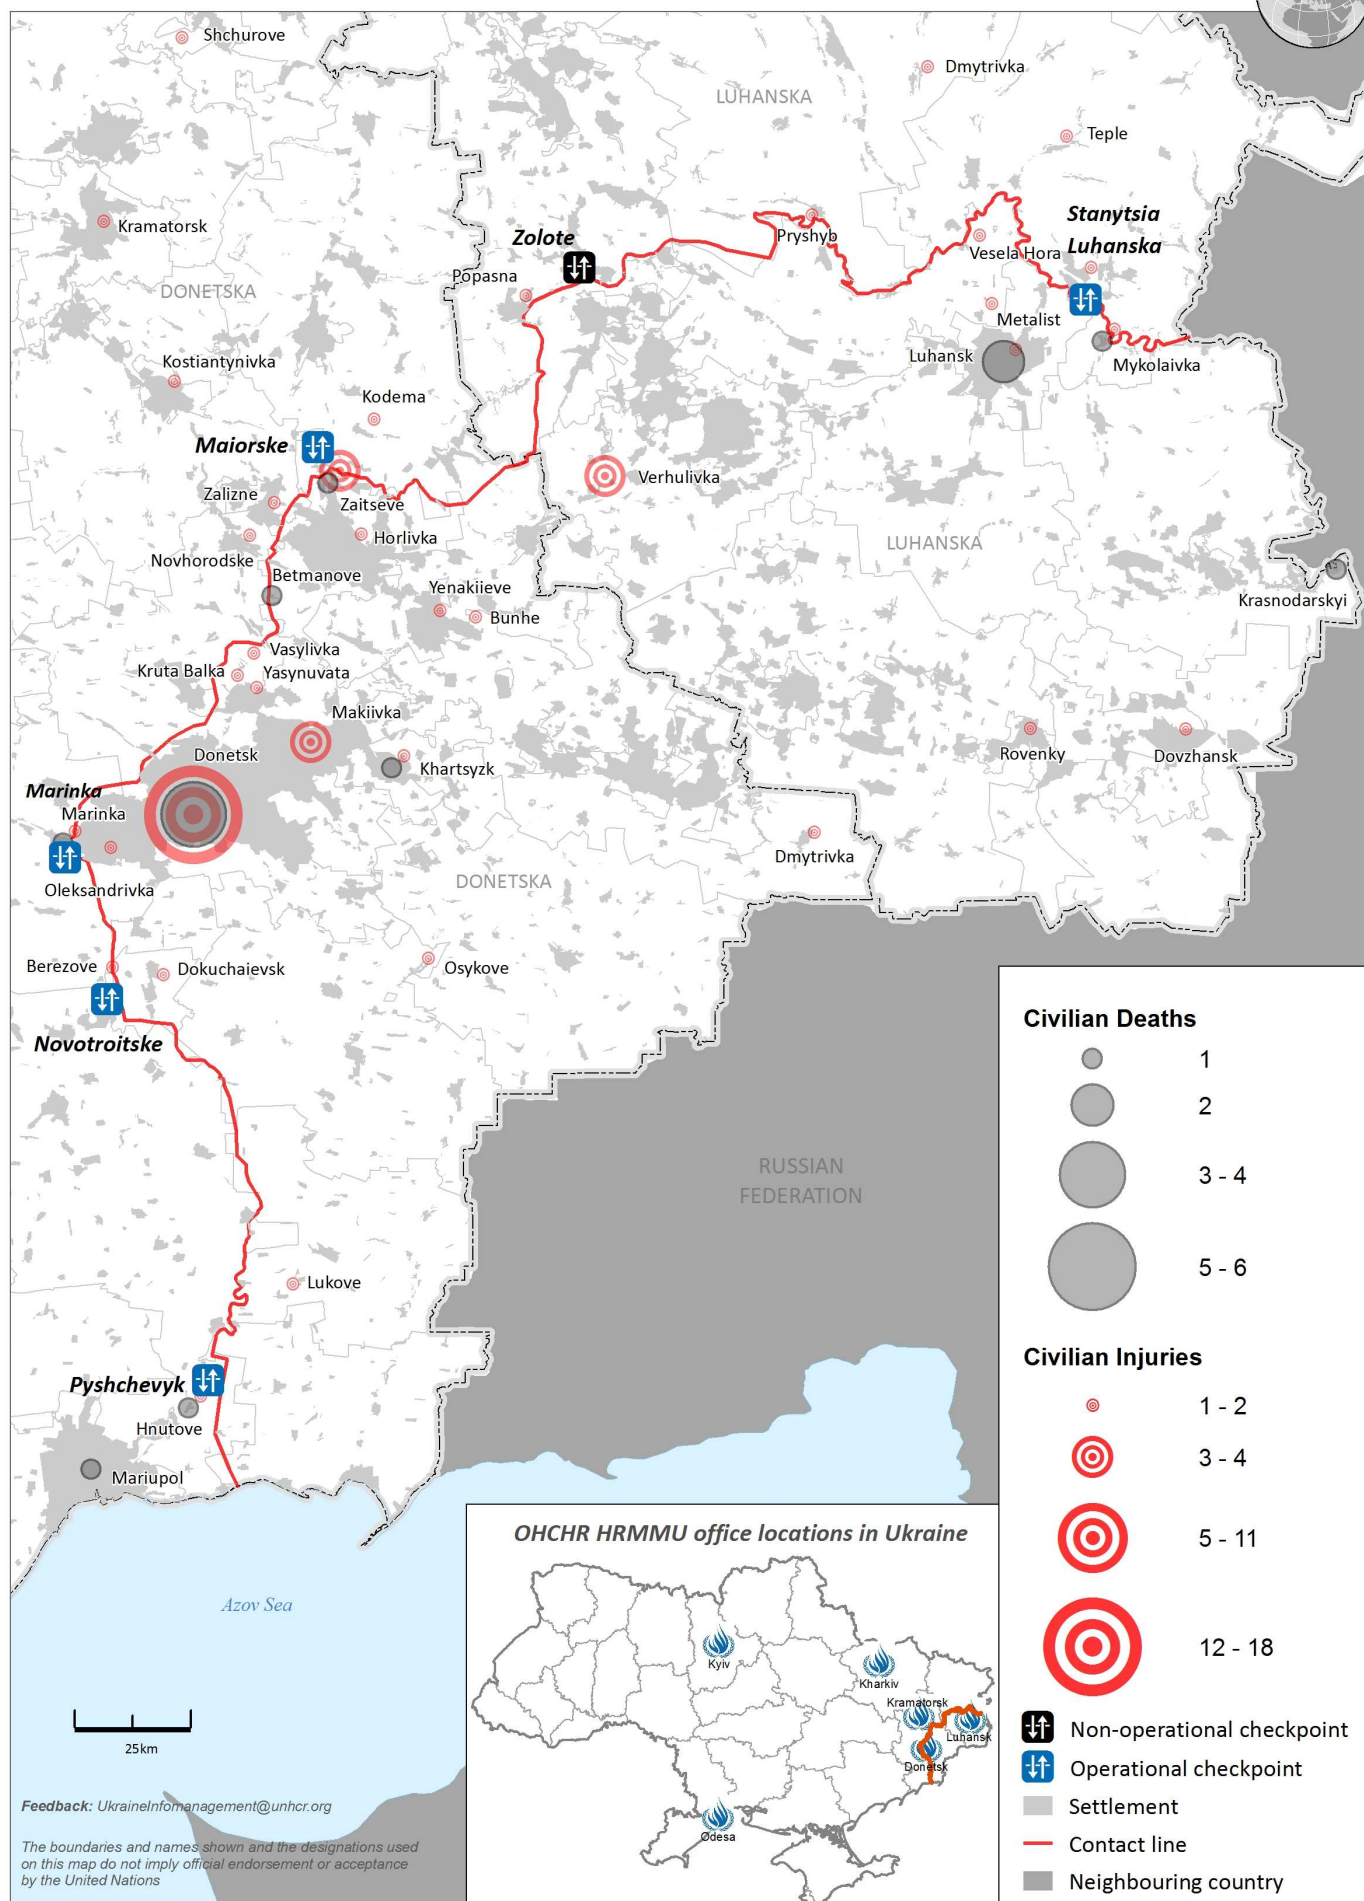 Shchurove
Dmytrivka
LUHANSKA
Teple
Kramatorsk
Zolote
Stanytsia
Luhanska
Pryshyb
Vesela Hora
Popasna
DONETSKA
Metalist
Luhansk
Mykolaivka
Kostiantynivka
Kodema
Maiorske
Verhulivka
Zalizne
Zaitseve
Horlivka
LUHANSKA
Novhorodske
Betmanove
Yenakiieve
Bunhe
Krasnodarskyi
Vasylivka
Kruta Balka
Yasynuvata
Makiivka
Donetsk
Khartsyzk
Rovenky
Dovzhansk
Marinka
Marinka
Dmytrivka
Oleksandrivka
DONETSKA
Berezove
Dokuchaievsk
Osykove
Novotroitske
RUSSIAN
FEDERATION
Lukove
Pyshchevyk
Hnutove
Mariupol
Azov Sea
25km
Feedback: UkraineInfomanagement@unhcr.org
The boundaries and names shown and the designations used
on this map do not imply official endorsement or acceptance
by the United Nations
OHCHR HRMMU office locations in Ukraine
Kyiv
Kharkiv
Kramatorsk
Luhansk
Donetsk
Odesa
Civilian Deaths
1
2
3 - 4
5 - 6
Civilian Injuries
1 - 2
3 - 4
5 - 11
12 - 18
Non-operational checkpoint
Operational checkpoint
Settlement
Contact line
Neighbouring country